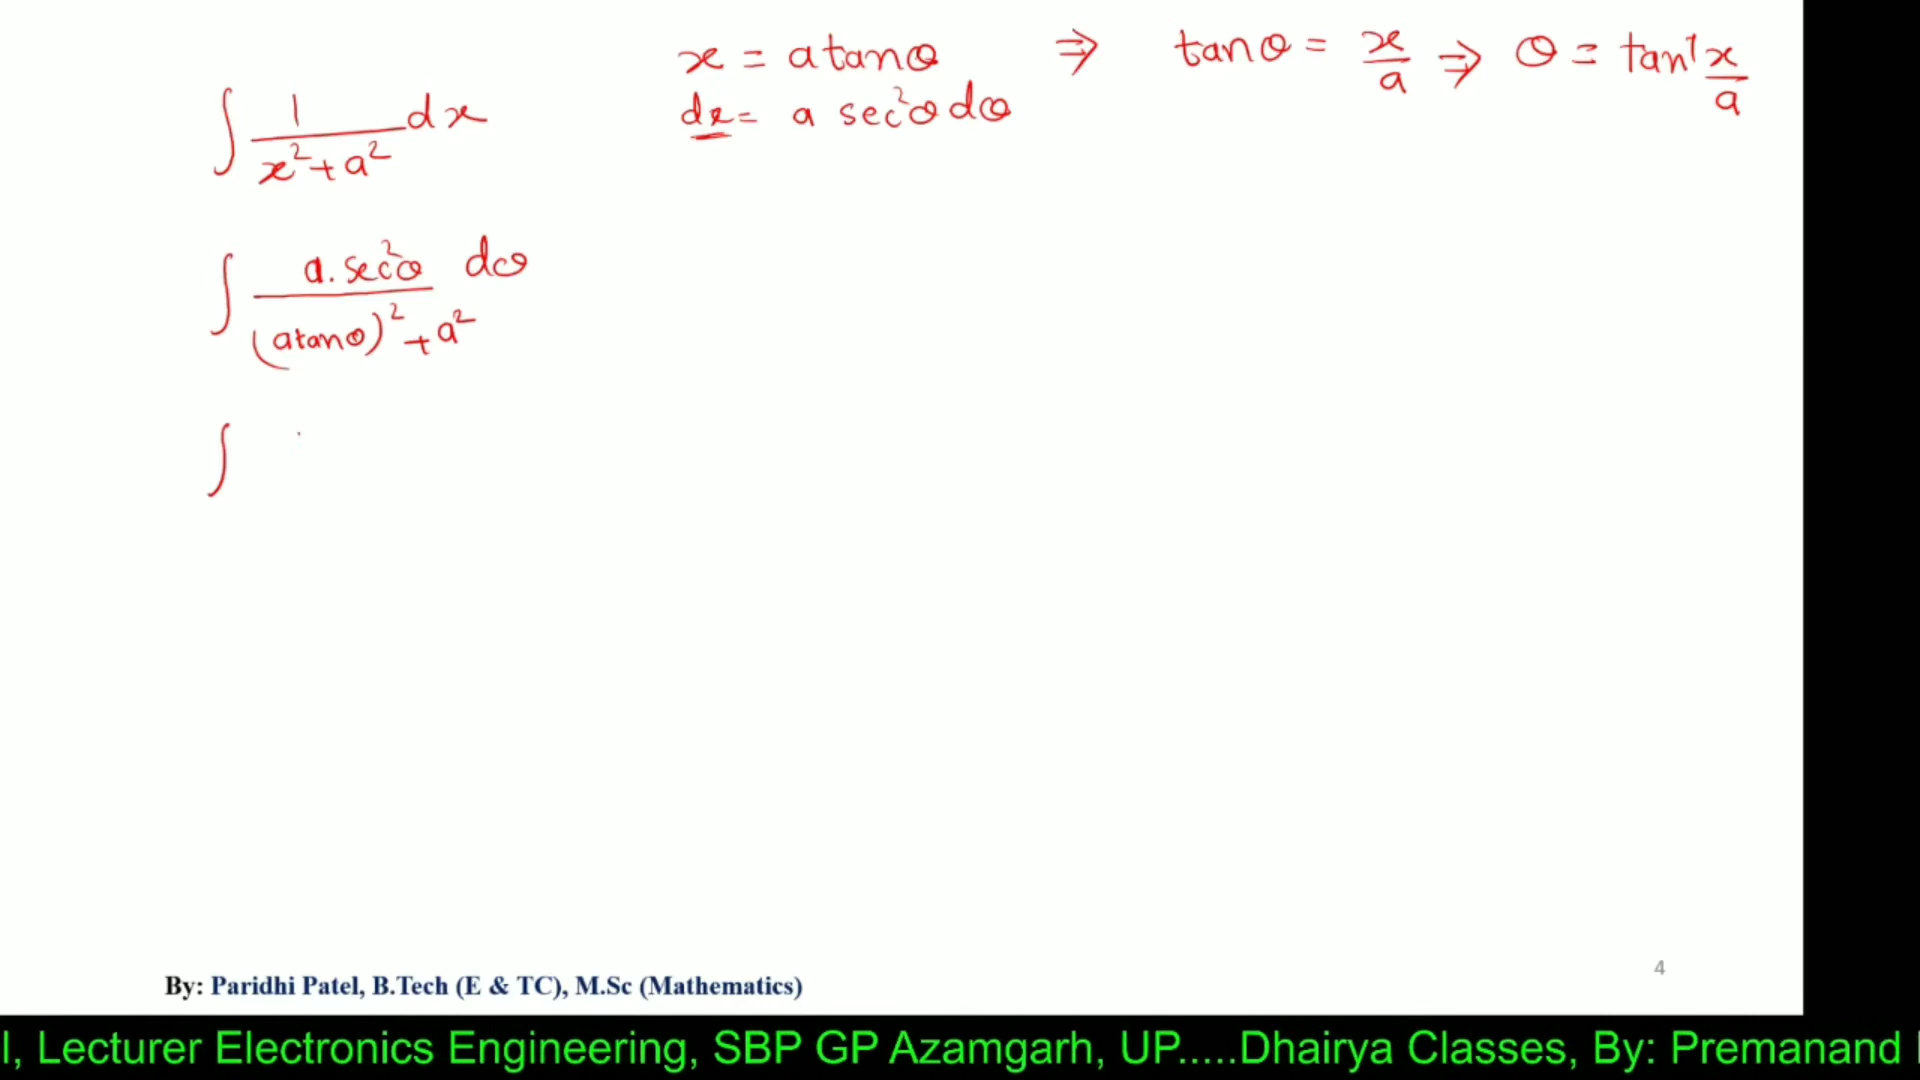 x = a tanθ ⇒ tanθ = x/a ⇒ θ = tan⁻¹ x/a
∫ 1/(x² + a²) dx
dx = a sec²θ dθ
∫ a.sec²θ/((a tanθ)² + a²) dθ
∫
By: Paridhi Patel, B.Tech (E & TC), M.Sc (Mathematics)
4
l, Lecturer Electronics Engineering, SBP GP Azamgarh, UP.....Dhairya Classes, By: Premanand